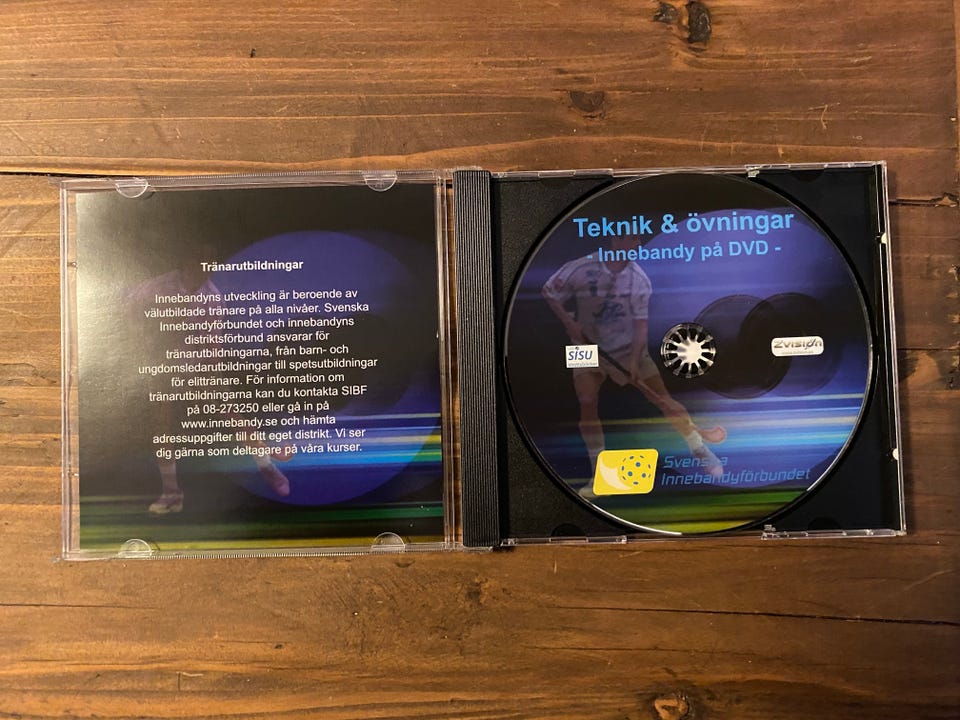 Tränarutbildningar
Innebandyns utveckling är beroende av
välutbildade tränare på alla nivåer. Svenska
Innebandyförbundet och innebandyns
distriktsförbund ansvarar för
tränarutbildningarna, från barn- och
ungdomsledarutbildningar till spetsutbildningar
för elittränare. För information om
tränarutbildningarna kan du kontakta SIBF
på 08-273250 eller gå in på
www.innebandy.se och hämta
adressuppgifter till ditt eget distrikt. Vi ser
dig gärna som deltagare på våra kurser.
Teknik & övningar
- Innebandy på DVD -
SISU
2vision
Svenska
Innebandyförbundet